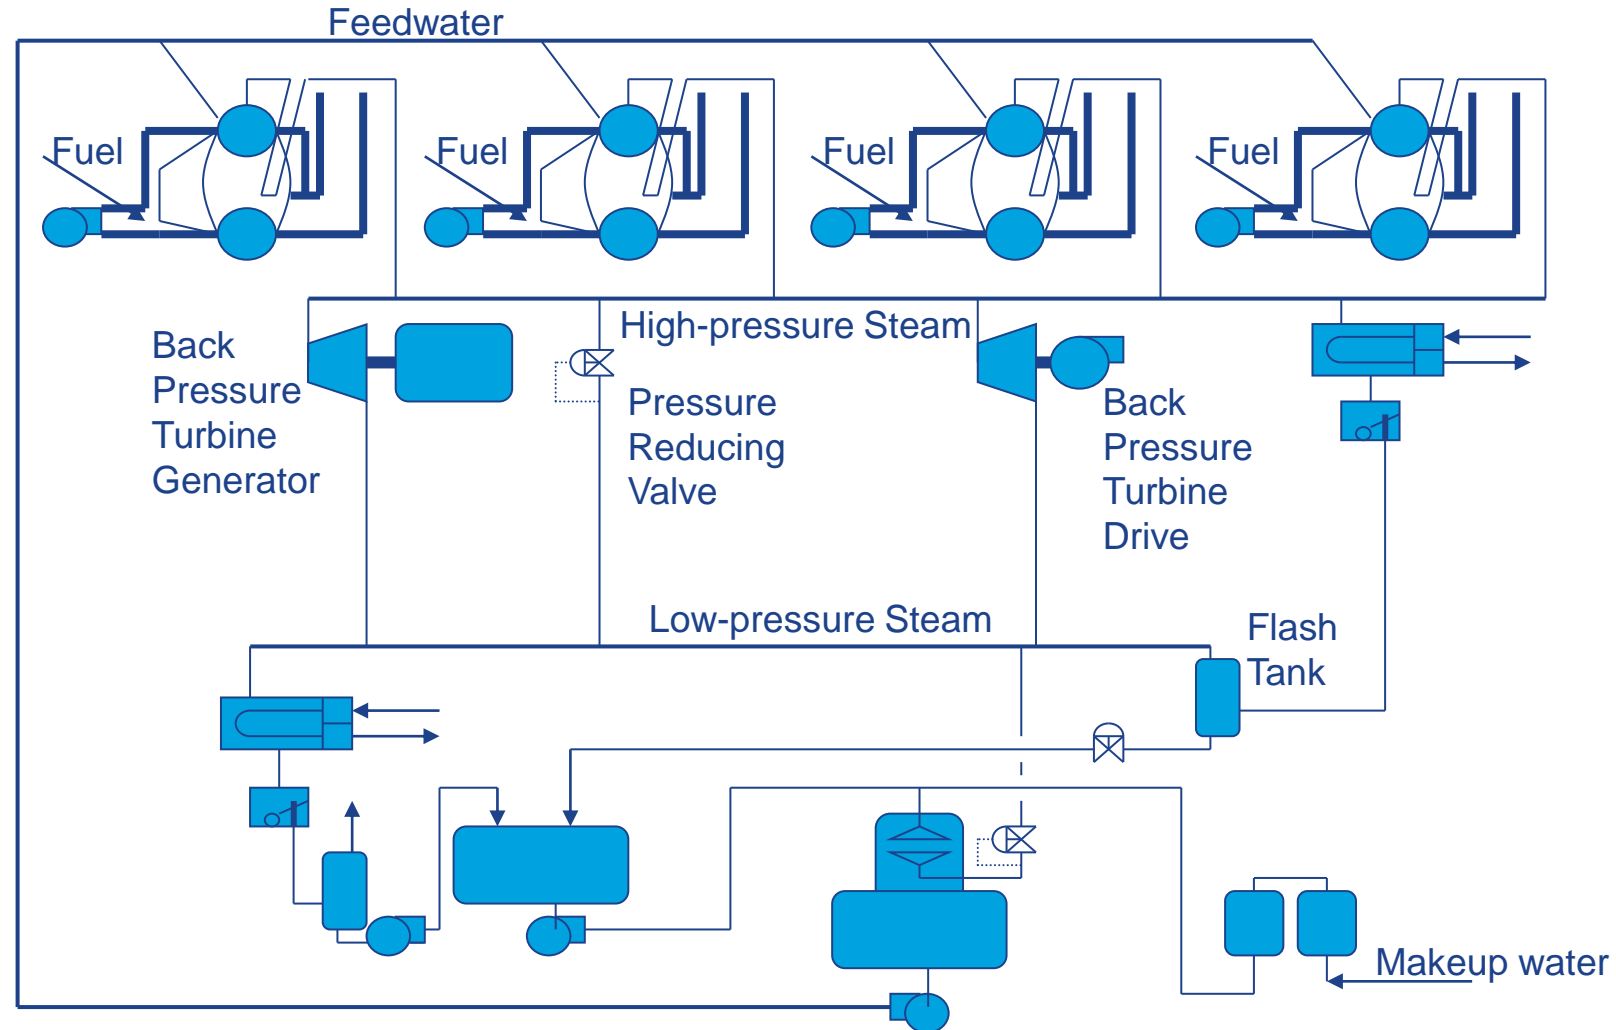 Feedwater
Fuel
Fuel
Fuel
Fuel
High-pressure Steam
Back
Pressure
Turbine
Generator
Pressure
Reducing
Valve
Back
Pressure
Turbine
Drive
Low-pressure Steam
Flash
Tank
Makeup water